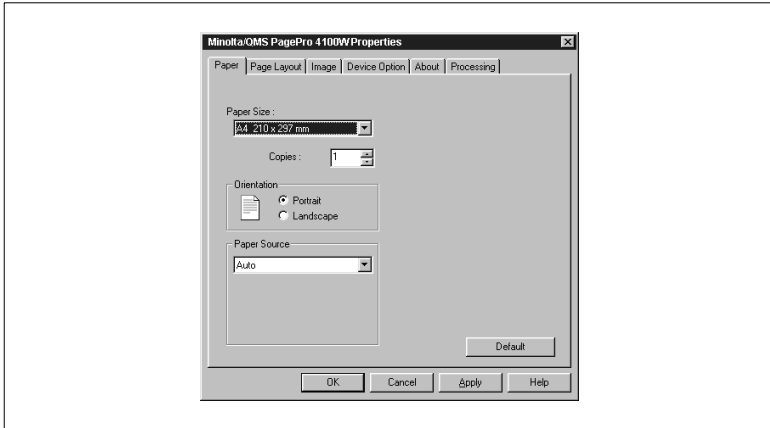 Minolta/QMS PagePro 4100W Properties
Paper Page Layout Image Device Option About Processing
Paper Size :
A4 210 x 297 mm
Copies : 1
Orientation
Portrait
Landscape
Paper Source
Auto
Default
OK Cancel Apply Help